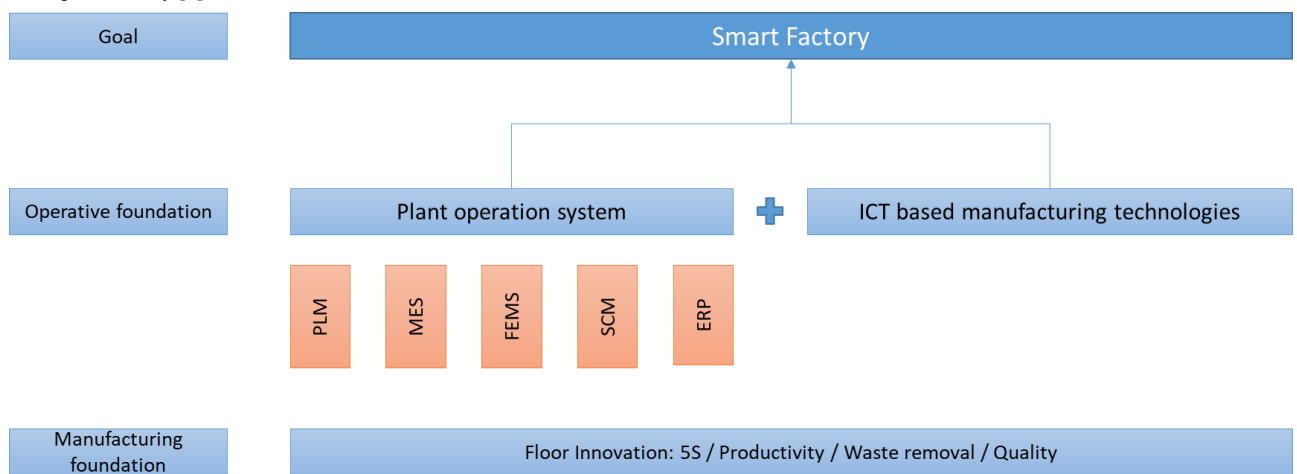 Goal
Smart Factory
Operative foundation
Plant operation system
ICT based manufacturing technologies
PLM
MES
FEMS
SCM
ERP
Manufacturing
foundation
Floor Innovation: 5S / Productivity / Waste removal / Quality